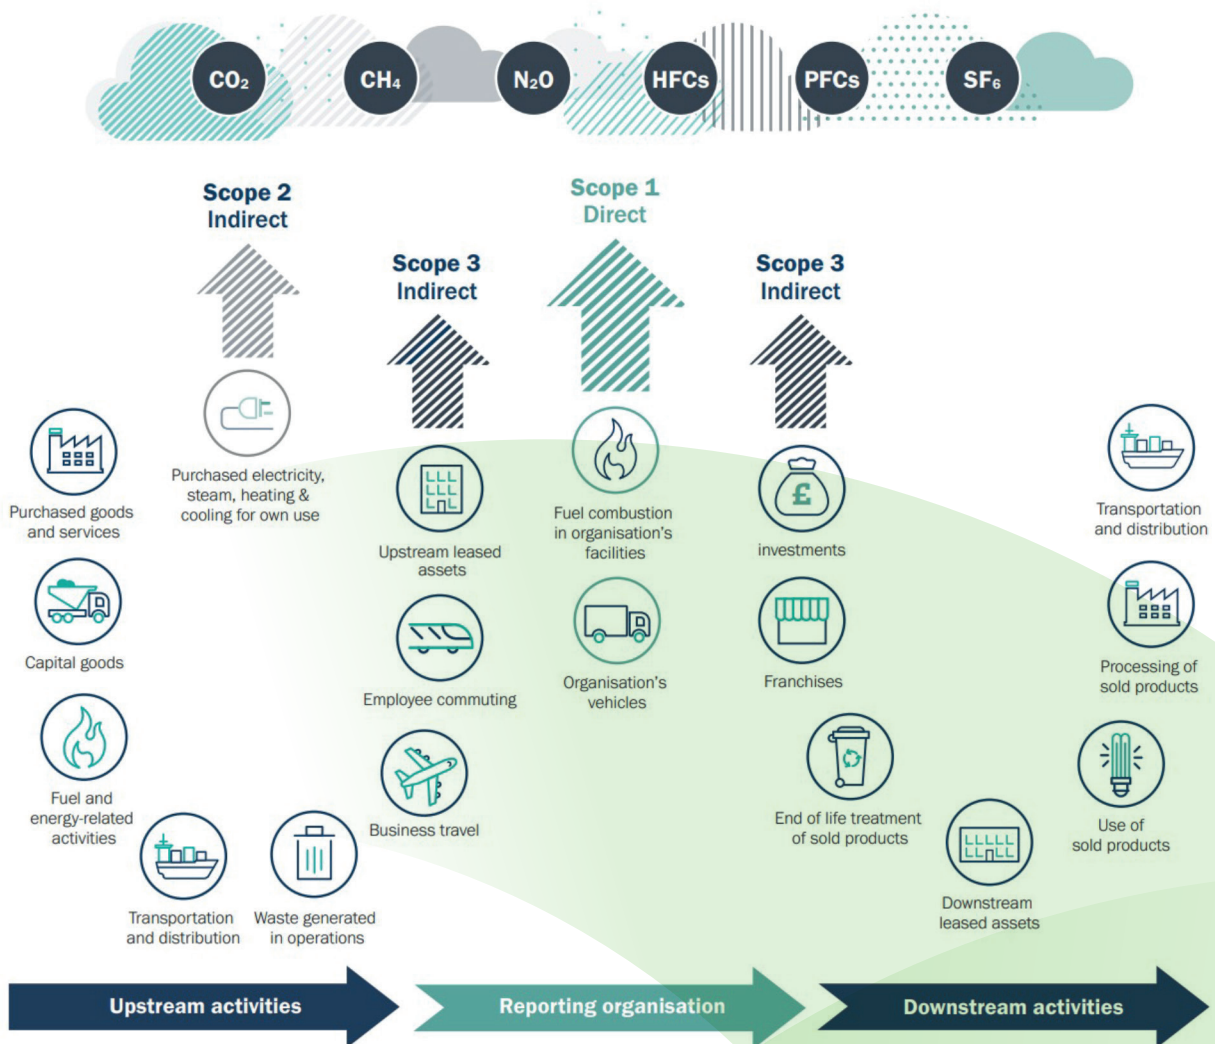 CO₂
CH₄
N₂O
HFCs
PFCs
SF₆
Scope 2
Indirect
Scope 1
Direct
Scope 3
Indirect
Scope 3
Indirect
Purchased goods
and services
Purchased electricity,
steam, heating &
cooling for own use
Upstream leased
assets
Fuel combustion
in organisation's
facilities
£
investments
Transportation
and distribution
Capital goods
Employee commuting
Organisation's
vehicles
Franchises
Processing of
sold products
Fuel and
energy-related
activities
Business travel
End of life treatment
of sold products
Use of
sold products
Transportation
and distribution
Waste generated
in operations
Downstream
leased assets
Upstream activities
Reporting organisation
Downstream activities